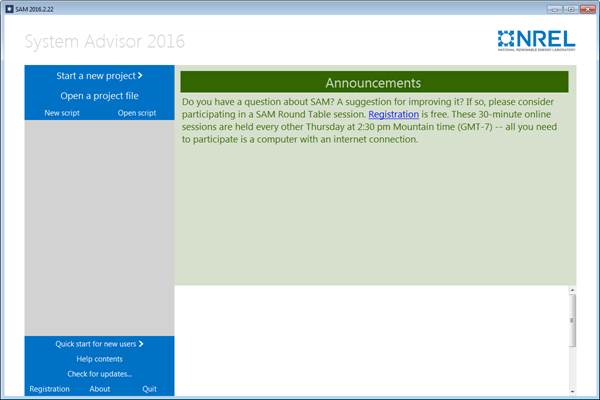 SAM 2016.2.22
System Advisor 2016
NREL
NATIONAL RENEWABLE ENERGY LABORATORY
Start a new project
Open a project file
New script Open script
Announcements
Do you have a question about SAM? A suggestion for improving it? If so, please consider
participating in a SAM Round Table session. Registration is free. These 30-minute online
sessions are held every other Thursday at 2:30 pm Mountain time (GMT-7) -- all you need
to participate is a computer with an internet connection.
Quick start for new users
Help contents
Check for updates...
Registration About Quit